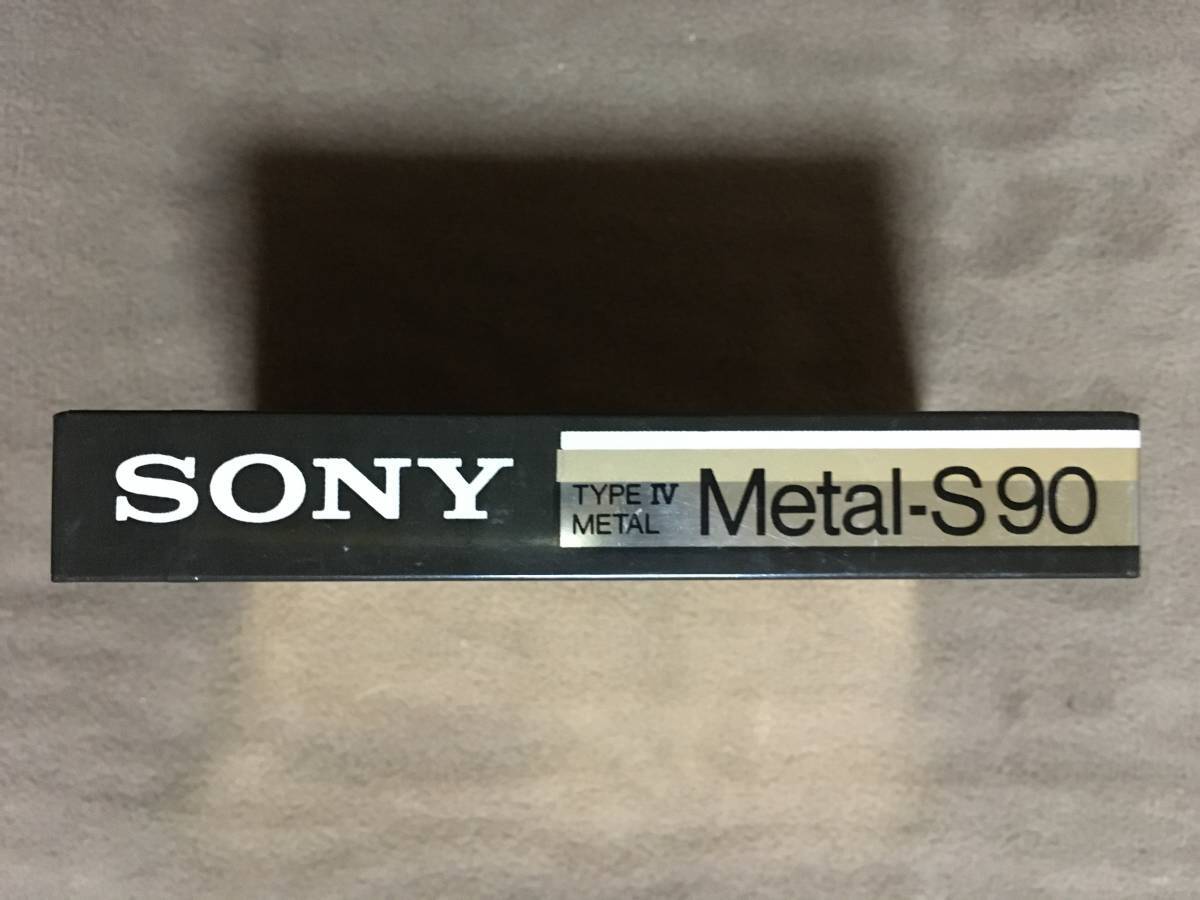 SONY
TYPE IV
METAL
Metal-S90